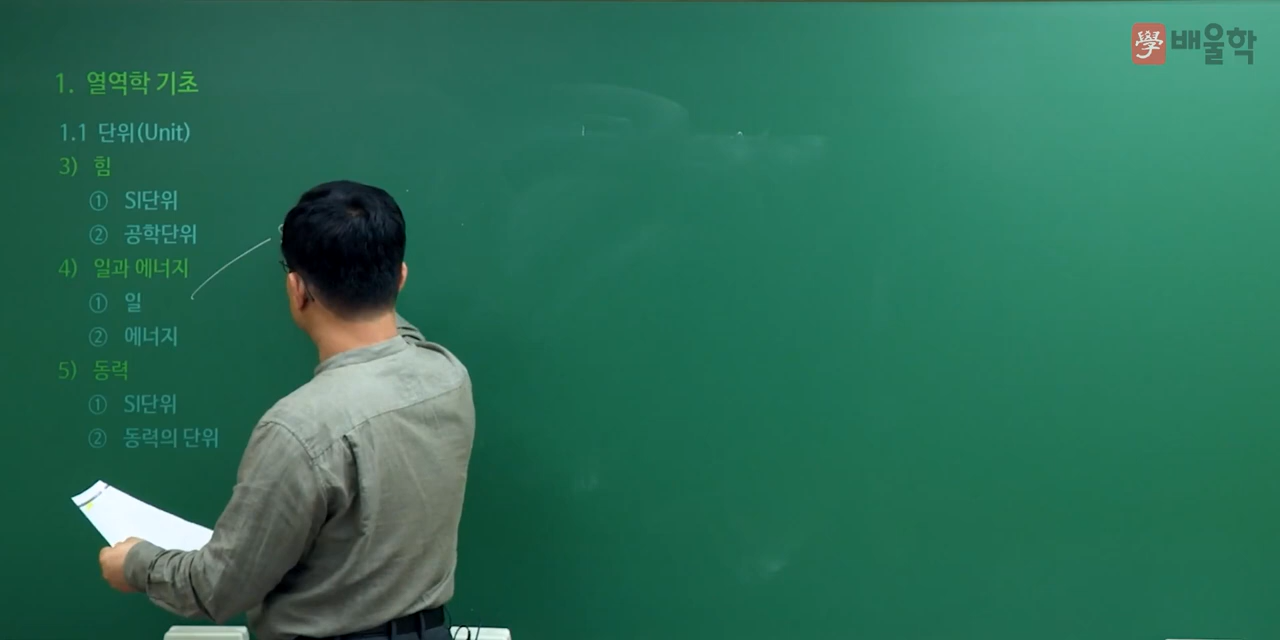 學 배울학
1. 열역학 기초
1.1 단위(Unit)
3) 힘
① SI단위
② 공학단위
4) 일과 에너지
① 일
② 에너지
5) 동력
① SI단위
② 동력의 단위